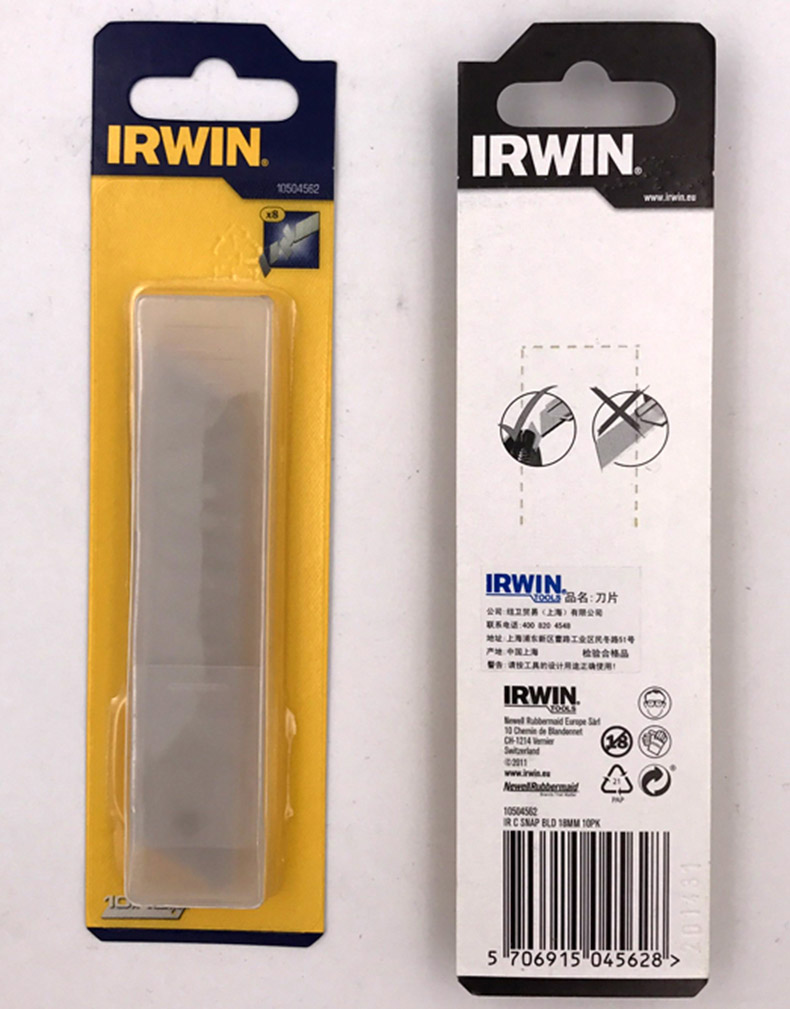 IRWIN®
10504562
x8
IRWIN®
www.irwin.eu
IRWIN®
TOOLS
品名:刀片
公司:纽卫贸易(上海)有限公司
联系电话:400 820 4548
地址:上海浦东新区曹路工业区民冬路51号
产地:中国上海 检验合格品
警告:请按工具的设计用途正确使用!
IRWIN®
TOOLS
Newell Rubbermaid Europe Sàrl
10 Chemin de Blandonnet
CH-1214 Vernier
Switzerland
©2011
www.irwin.eu
NewellRubbermaid
Brands That Matter
18
21
PAP
®
10504562
IR C SNAP BLD 18MM 10PK
5 706915 045628 >